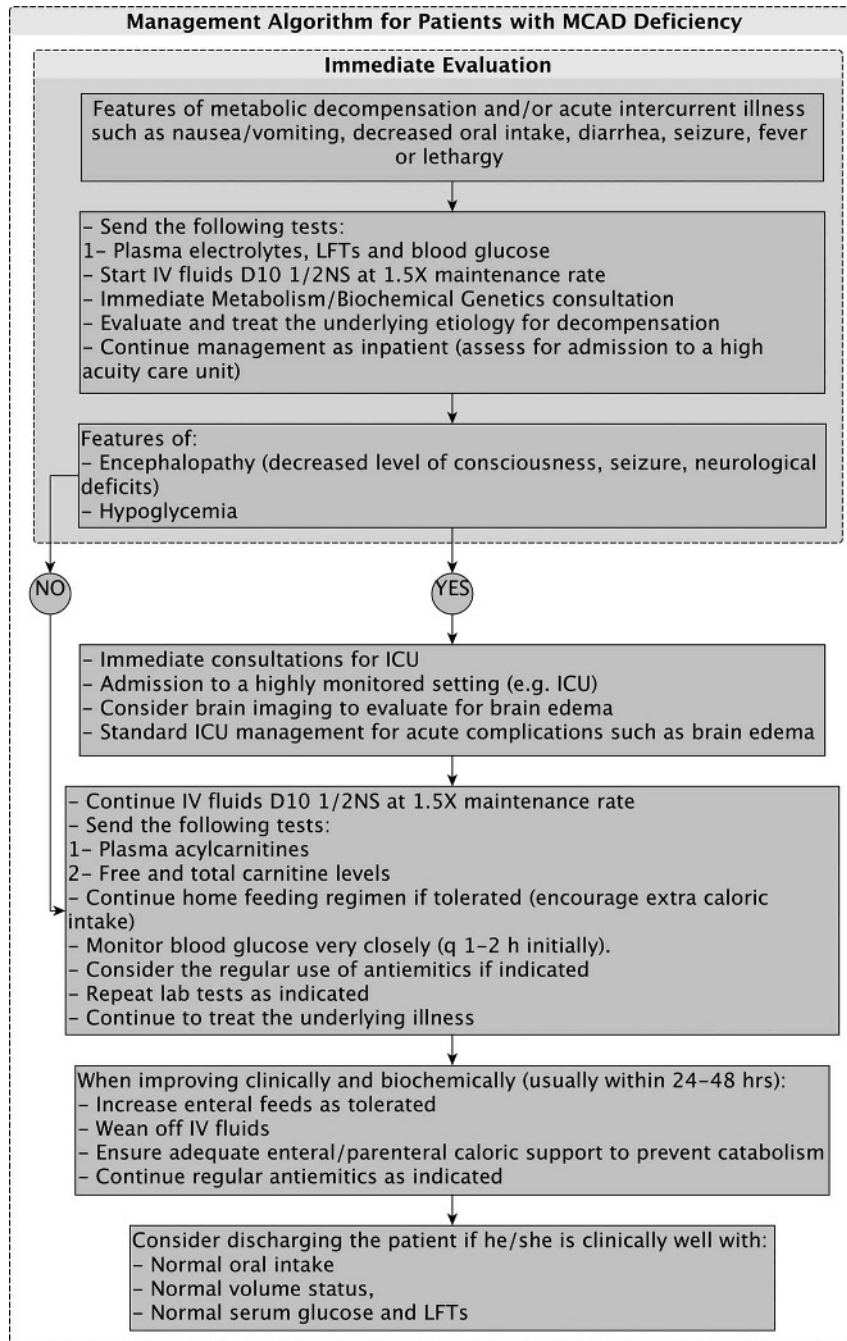 Management Algorithm for Patients with MCAD Deficiency
Immediate Evaluation
Features of metabolic decompensation and/or acute intercurrent illness
such as nausea/vomiting, decreased oral intake, diarrhea, seizure, fever
or lethargy
– Send the following tests:
1– Plasma electrolytes, LFTs and blood glucose
– Start IV fluids D10 1/2NS at 1.5X maintenance rate
– Immediate Metabolism/Biochemical Genetics consultation
– Evaluate and treat the underlying etiology for decompensation
– Continue management as inpatient (assess for admission to a high
acuity care unit)
Features of:
– Encephalopathy (decreased level of consciousness, seizure, neurological
deficits)
– Hypoglycemia
NO
YES
– Immediate consultations for ICU
– Admission to a highly monitored setting (e.g. ICU)
– Consider brain imaging to evaluate for brain edema
– Standard ICU management for acute complications such as brain edema
– Continue IV fluids D10 1/2NS at 1.5X maintenance rate
– Send the following tests:
1– Plasma acylcarnitines
2– Free and total carnitine levels
– Continue home feeding regimen if tolerated (encourage extra caloric
intake)
– Monitor blood glucose very closely (q 1–2 h initially).
– Consider the regular use of antiemitics if indicated
– Repeat lab tests as indicated
– Continue to treat the underlying illness
When improving clinically and biochemically (usually within 24–48 hrs):
– Increase enteral feeds as tolerated
– Wean off IV fluids
– Ensure adequate enteral/parenteral caloric support to prevent catabolism
– Continue regular antiemitics as indicated
Consider discharging the patient if he/she is clinically well with:
– Normal oral intake
– Normal volume status,
– Normal serum glucose and LFTs